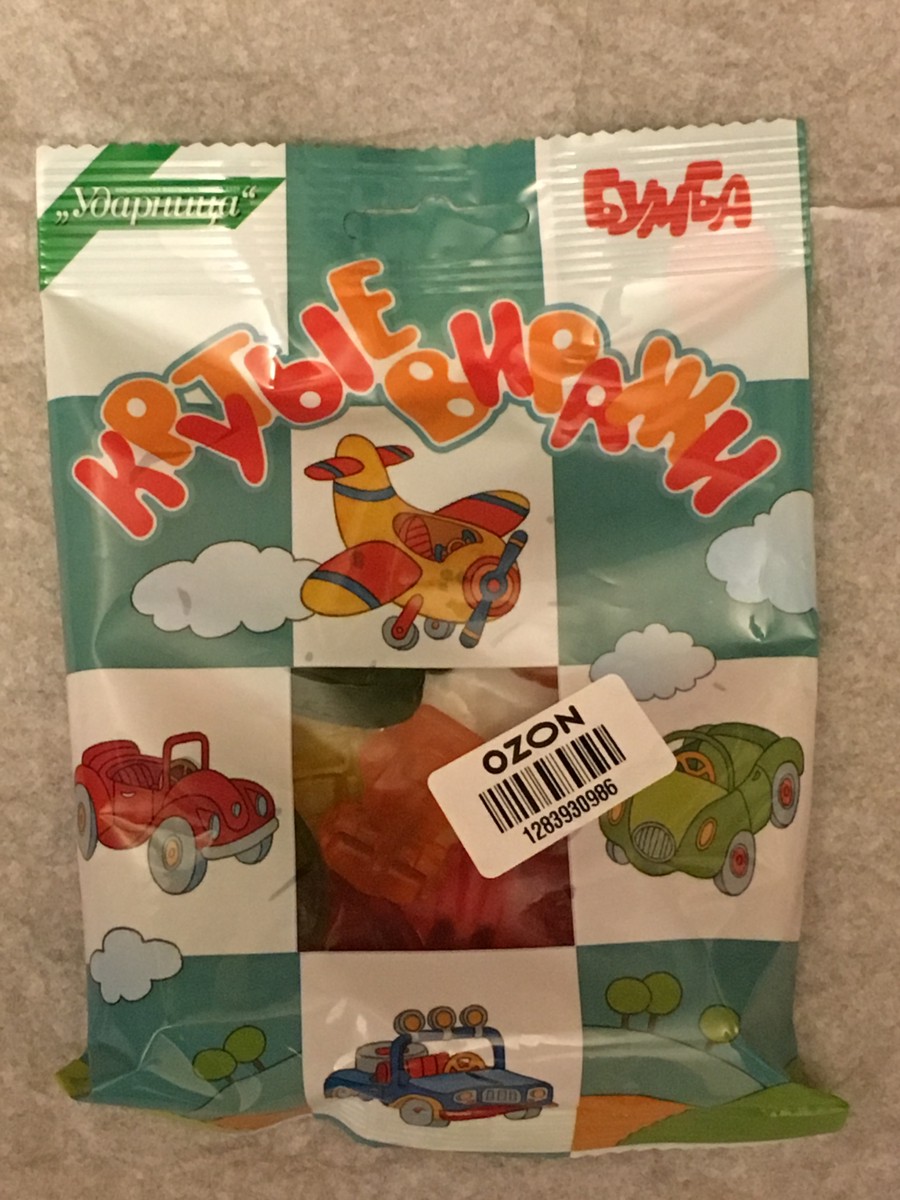 „Ударница“
БУМБА
КРУТЫЕ ВИРАЖИ
OZON
1283930986